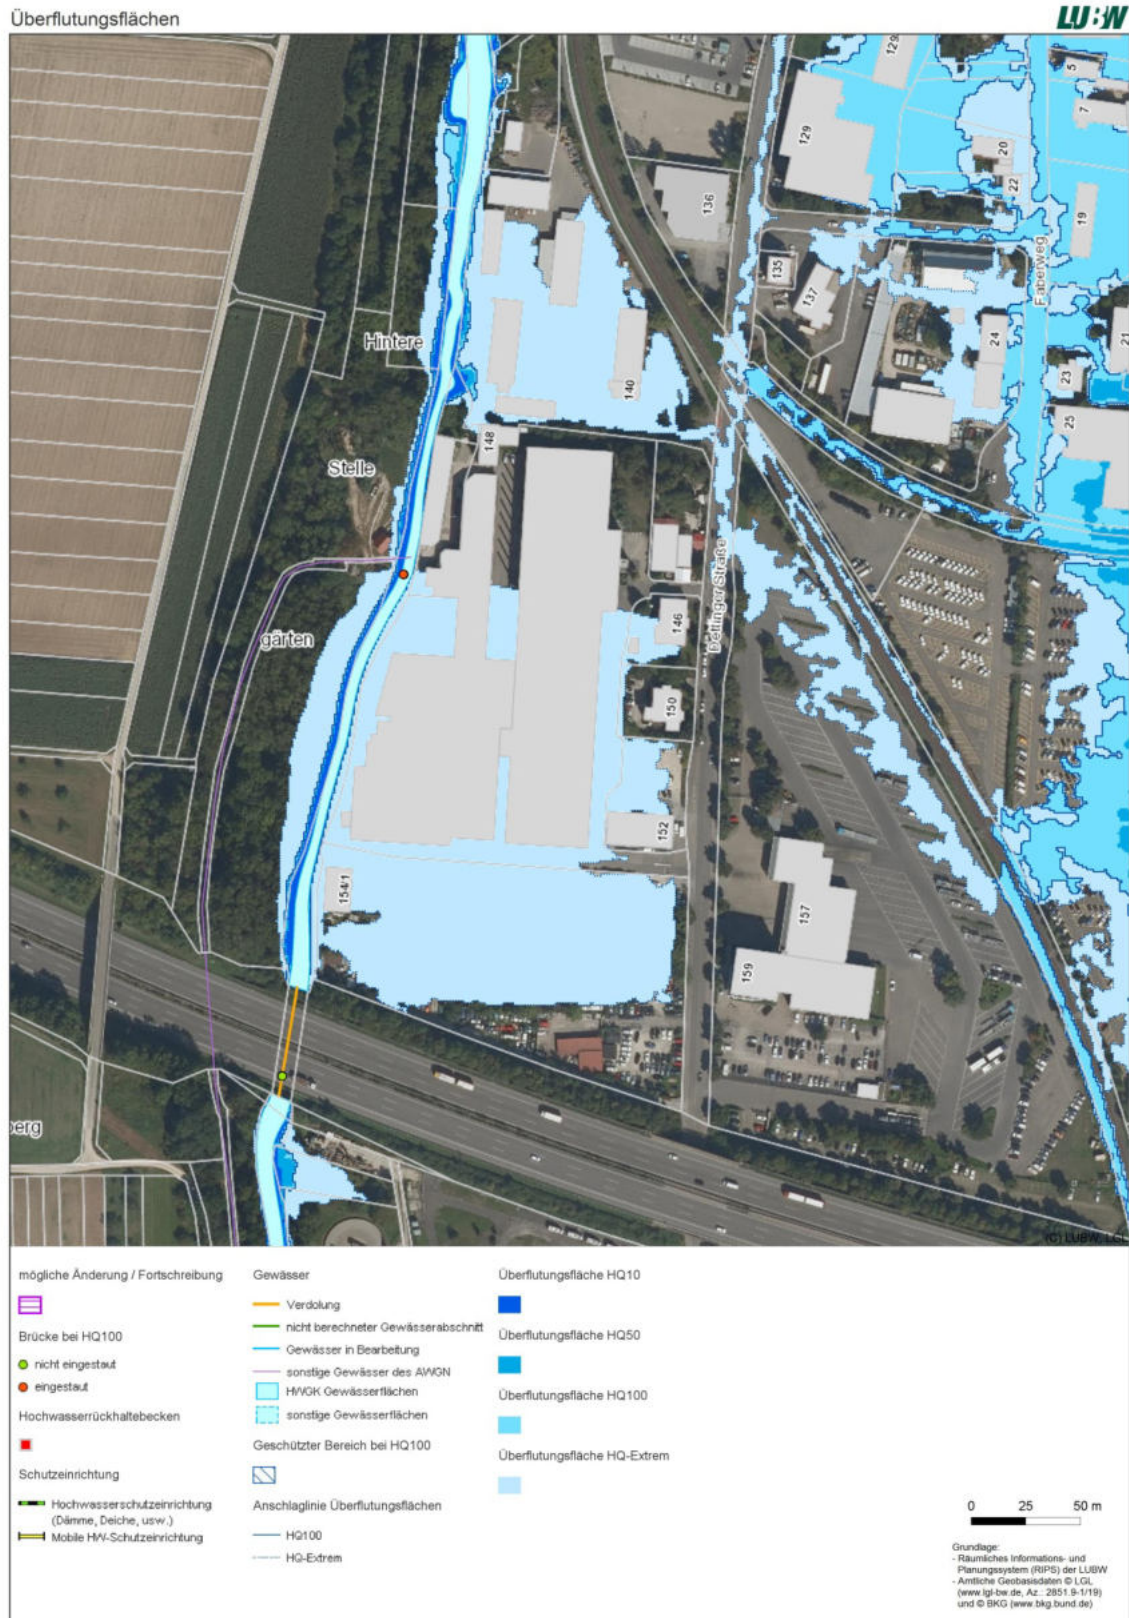 Überflutungsflächen
LUBW
129
129
5
7
20
22
136
19
135
137
Faberweg
Hintere
24
21
23
140
25
148
Stelle
Dettinger Straße
146
gärten
150
152
154/1
157
159
berg
(C) LUBW, LGL
mögliche Änderung / Fortschreibung
Brücke bei HQ100
nicht eingestaut
eingestaut
Hochwasserrückhaltebecken
Schutzeinrichtung
Hochwasserschutzeinrichtung
(Dämme, Deiche, usw.)
Mobile HW-Schutzeinrichtung
Gewässer
Verdolung
nicht berechneter Gewässerabschnitt
Gewässer in Bearbeitung
sonstige Gewässer des AWGN
HWGK Gewässerflächen
sonstige Gewässerflächen
Geschützter Bereich bei HQ100
Anschlaglinie Überflutungsflächen
HQ100
HQ-Extrem
Überflutungsfläche HQ10
Überflutungsfläche HQ50
Überflutungsfläche HQ100
Überflutungsfläche HQ-Extrem
0 25 50 m
Grundlage:
- Räumliches Informations- und
Planungssystem (RIPS) der LUBW
- Amtliche Geobasisdaten © LGL
(www.lgl-bw.de, Az.: 2851.9-1/19)
und © BKG (www.bkg.bund.de)